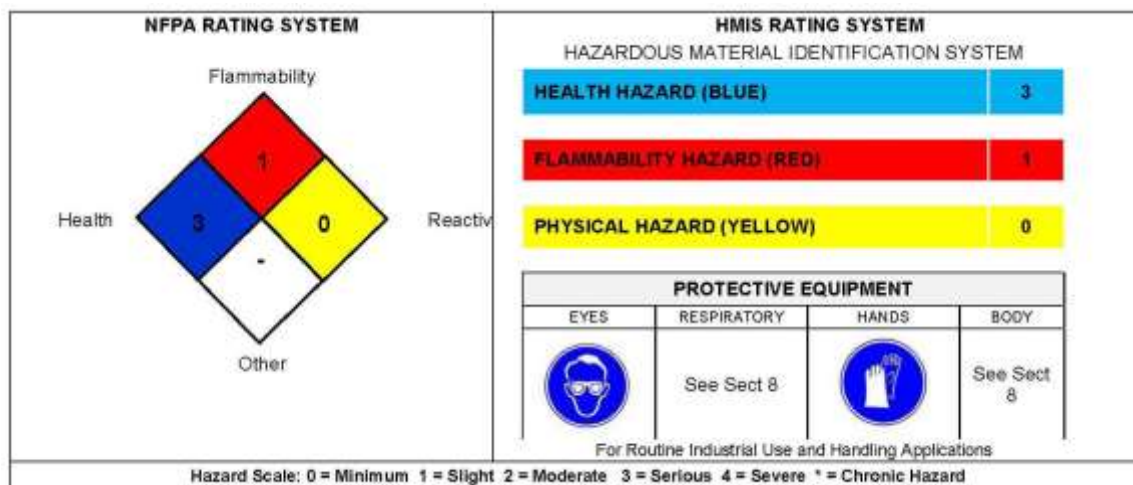 NFPA RATING SYSTEM
Flammability
1
Health
3
0
Reactiv
-
Other
HMIS RATING SYSTEM
HAZARDOUS MATERIAL IDENTIFICATION SYSTEM
HEALTH HAZARD (BLUE) 3
FLAMMABILITY HAZARD (RED) 1
PHYSICAL HAZARD (YELLOW) 0
PROTECTIVE EQUIPMENT
EYES RESPIRATORY HANDS BODY
See Sect 8
See Sect
8
For Routine Industrial Use and Handling Applications
Hazard Scale: 0 = Minimum 1 = Slight 2 = Moderate 3 = Serious 4 = Severe * = Chronic Hazard